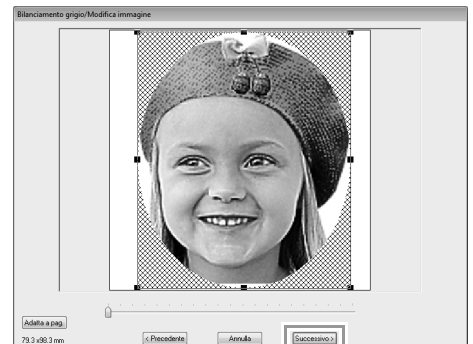 Bilanciamento grigio/Modifica immagine
Adatta a pag.
79.3 x98.3 mm
< Precedente
Annulla
Successivo >